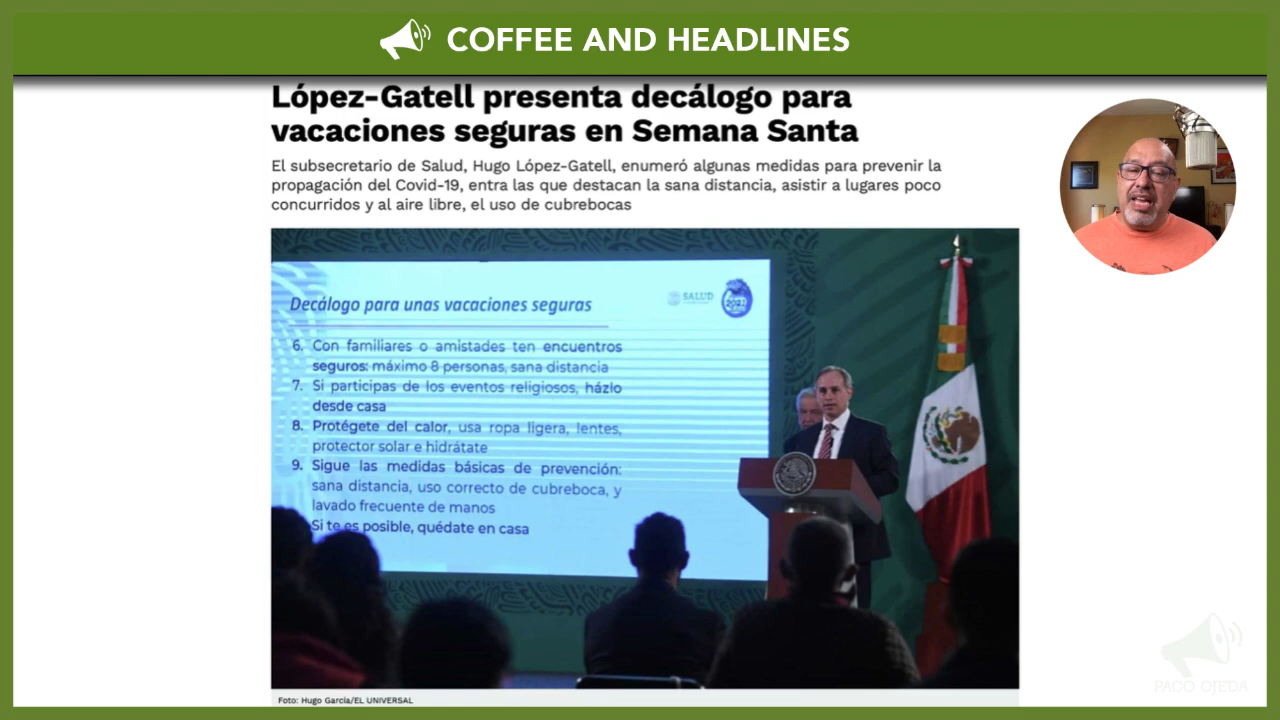 COFFEE AND HEADLINES
López-Gatell presenta decálogo para
vacaciones seguras en Semana Santa
El subsecretario de Salud, Hugo López-Gatell, enumeró algunas medidas para prevenir la
propagación del Covid-19, entra las que destacan la sana distancia, asistir a lugares poco
concurridos y al aire libre, el uso de cubrebocas
Decálogo para unas vacaciones seguras
SALUD
2021
6. Con familiares o amistades ten encuentros
seguros: máximo 8 personas, sana distancia
7. Si participas de los eventos religiosos, házlo
desde casa
8. Protégete del calor, usa ropa ligera, lentes,
protector solar e hidrátate
9. Sigue las medidas básicas de prevención:
sana distancia, uso correcto de cubreboca, y
lavado frecuente de manos
Si te es posible, quédate en casa
Foto: Hugo García/EL UNIVERSAL
PACO OJEDA